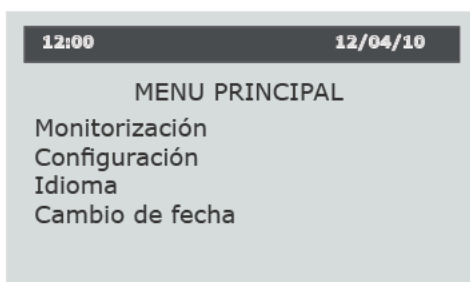 12:00 12/04/10
MENU PRINCIPAL
Monitorización
Configuración
Idioma
Cambio de fecha